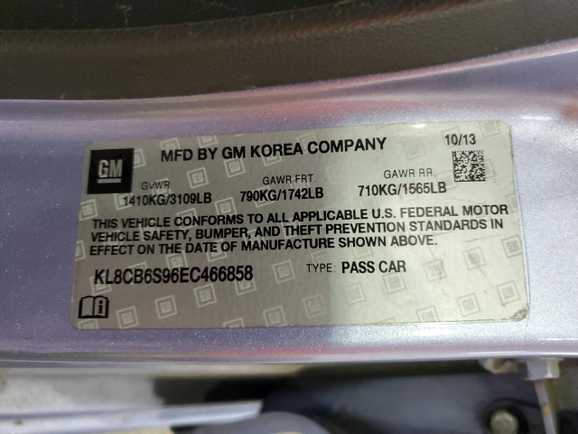 GM
MFD BY GM KOREA COMPANY
10/13
GVWR
GAWR FRT.
GAWR RR.
1410KG/3109LB
790KG/1742LB
710KG/1565LB
THIS VEHICLE CONFORMS TO ALL APPLICABLE U.S. FEDERAL MOTOR
VEHICLE SAFETY, BUMPER, AND THEFT PREVENTION STANDARDS IN
EFFECT ON THE DATE OF MANUFACTURE SHOWN ABOVE.
KL8CB6S96EC466858
TYPE: PASS CAR